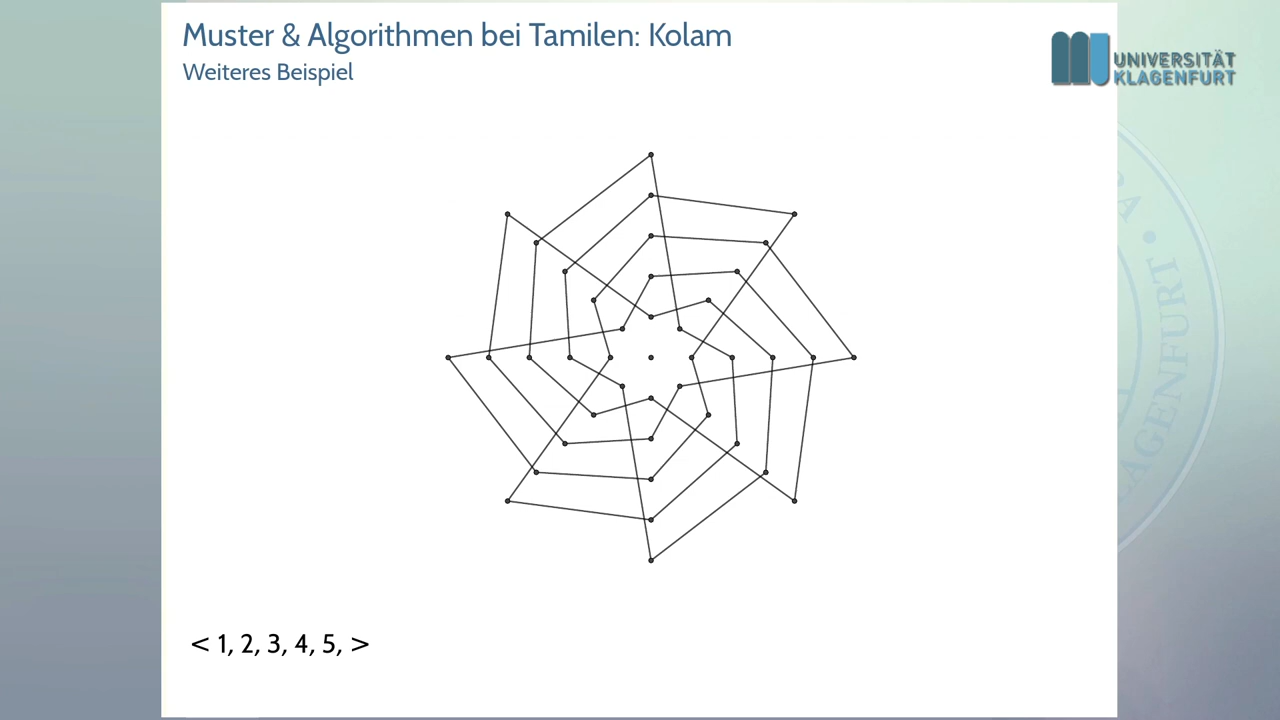 Muster & Algorithmen bei Tamilen: Kolam
Weiteres Beispiel
UNIVERSITÄT
KLAGENFURT
< 1, 2, 3, 4, 5, >